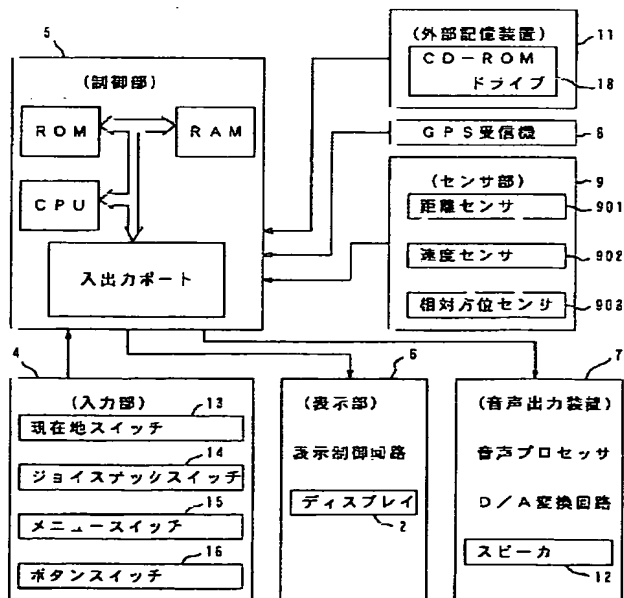 5
(制御部)
ROM
RAM
CPU
入出力ポート
(外部記憶装置)
11
CD-ROM
ドライブ
18
GPS受信機
8
(センサ部)
9
距離センサ
901
速度センサ
902
相対方位センサ
903
4
(入力部)
13
現在地スイッチ
14
ジョイスナックスイッチ
15
メニュースイッチ
16
ボタンスイッチ
6
(表示部)
表示制御回路
ディスプレイ
2
7
(音声出力装置)
音声プロセッサ
D/A変換回路
スピーカ
12